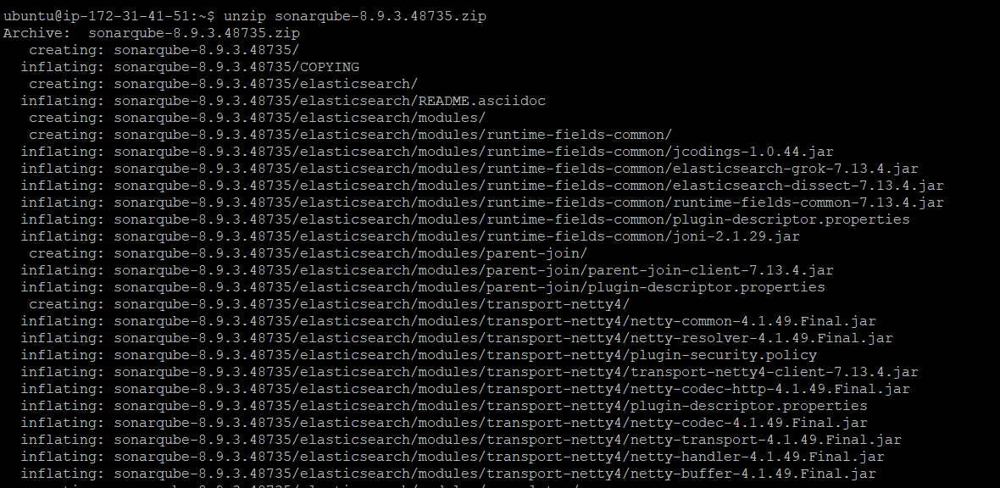 ubuntu@ip-172-31-41-51:~$ unzip sonarqube-8.9.3.48735.zip
Archive:  sonarqube-8.9.3.48735.zip
   creating: sonarqube-8.9.3.48735/
  inflating: sonarqube-8.9.3.48735/COPYING
   creating: sonarqube-8.9.3.48735/elasticsearch/
  inflating: sonarqube-8.9.3.48735/elasticsearch/README.asciidoc
   creating: sonarqube-8.9.3.48735/elasticsearch/modules/
   creating: sonarqube-8.9.3.48735/elasticsearch/modules/runtime-fields-common/
  inflating: sonarqube-8.9.3.48735/elasticsearch/modules/runtime-fields-common/jcodings-1.0.44.jar
  inflating: sonarqube-8.9.3.48735/elasticsearch/modules/runtime-fields-common/elasticsearch-grok-7.13.4.jar
  inflating: sonarqube-8.9.3.48735/elasticsearch/modules/runtime-fields-common/elasticsearch-dissect-7.13.4.jar
  inflating: sonarqube-8.9.3.48735/elasticsearch/modules/runtime-fields-common/runtime-fields-common-7.13.4.jar
  inflating: sonarqube-8.9.3.48735/elasticsearch/modules/runtime-fields-common/plugin-descriptor.properties
  inflating: sonarqube-8.9.3.48735/elasticsearch/modules/runtime-fields-common/joni-2.1.29.jar
   creating: sonarqube-8.9.3.48735/elasticsearch/modules/parent-join/
  inflating: sonarqube-8.9.3.48735/elasticsearch/modules/parent-join/parent-join-client-7.13.4.jar
  inflating: sonarqube-8.9.3.48735/elasticsearch/modules/parent-join/plugin-descriptor.properties
   creating: sonarqube-8.9.3.48735/elasticsearch/modules/transport-netty4/
  inflating: sonarqube-8.9.3.48735/elasticsearch/modules/transport-netty4/netty-common-4.1.49.Final.jar
  inflating: sonarqube-8.9.3.48735/elasticsearch/modules/transport-netty4/netty-resolver-4.1.49.Final.jar
  inflating: sonarqube-8.9.3.48735/elasticsearch/modules/transport-netty4/plugin-security.policy
  inflating: sonarqube-8.9.3.48735/elasticsearch/modules/transport-netty4/transport-netty4-client-7.13.4.jar
  inflating: sonarqube-8.9.3.48735/elasticsearch/modules/transport-netty4/netty-codec-http-4.1.49.Final.jar
  inflating: sonarqube-8.9.3.48735/elasticsearch/modules/transport-netty4/plugin-descriptor.properties
  inflating: sonarqube-8.9.3.48735/elasticsearch/modules/transport-netty4/netty-codec-4.1.49.Final.jar
  inflating: sonarqube-8.9.3.48735/elasticsearch/modules/transport-netty4/netty-transport-4.1.49.Final.jar
  inflating: sonarqube-8.9.3.48735/elasticsearch/modules/transport-netty4/netty-handler-4.1.49.Final.jar
  inflating: sonarqube-8.9.3.48735/elasticsearch/modules/transport-netty4/netty-buffer-4.1.49.Final.jar